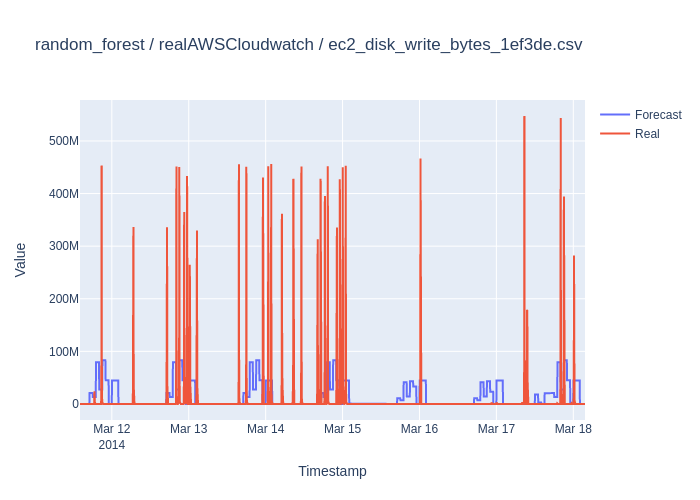 random_forest / realAWSCloudwatch / ec2_disk_write_bytes_1ef3de.csv
Forecast
Real
500M
400M
300M
200M
100M
0
Value
Mar 12
2014
Mar 13
Mar 14
Mar 15
Mar 16
Mar 17
Mar 18
Timestamp